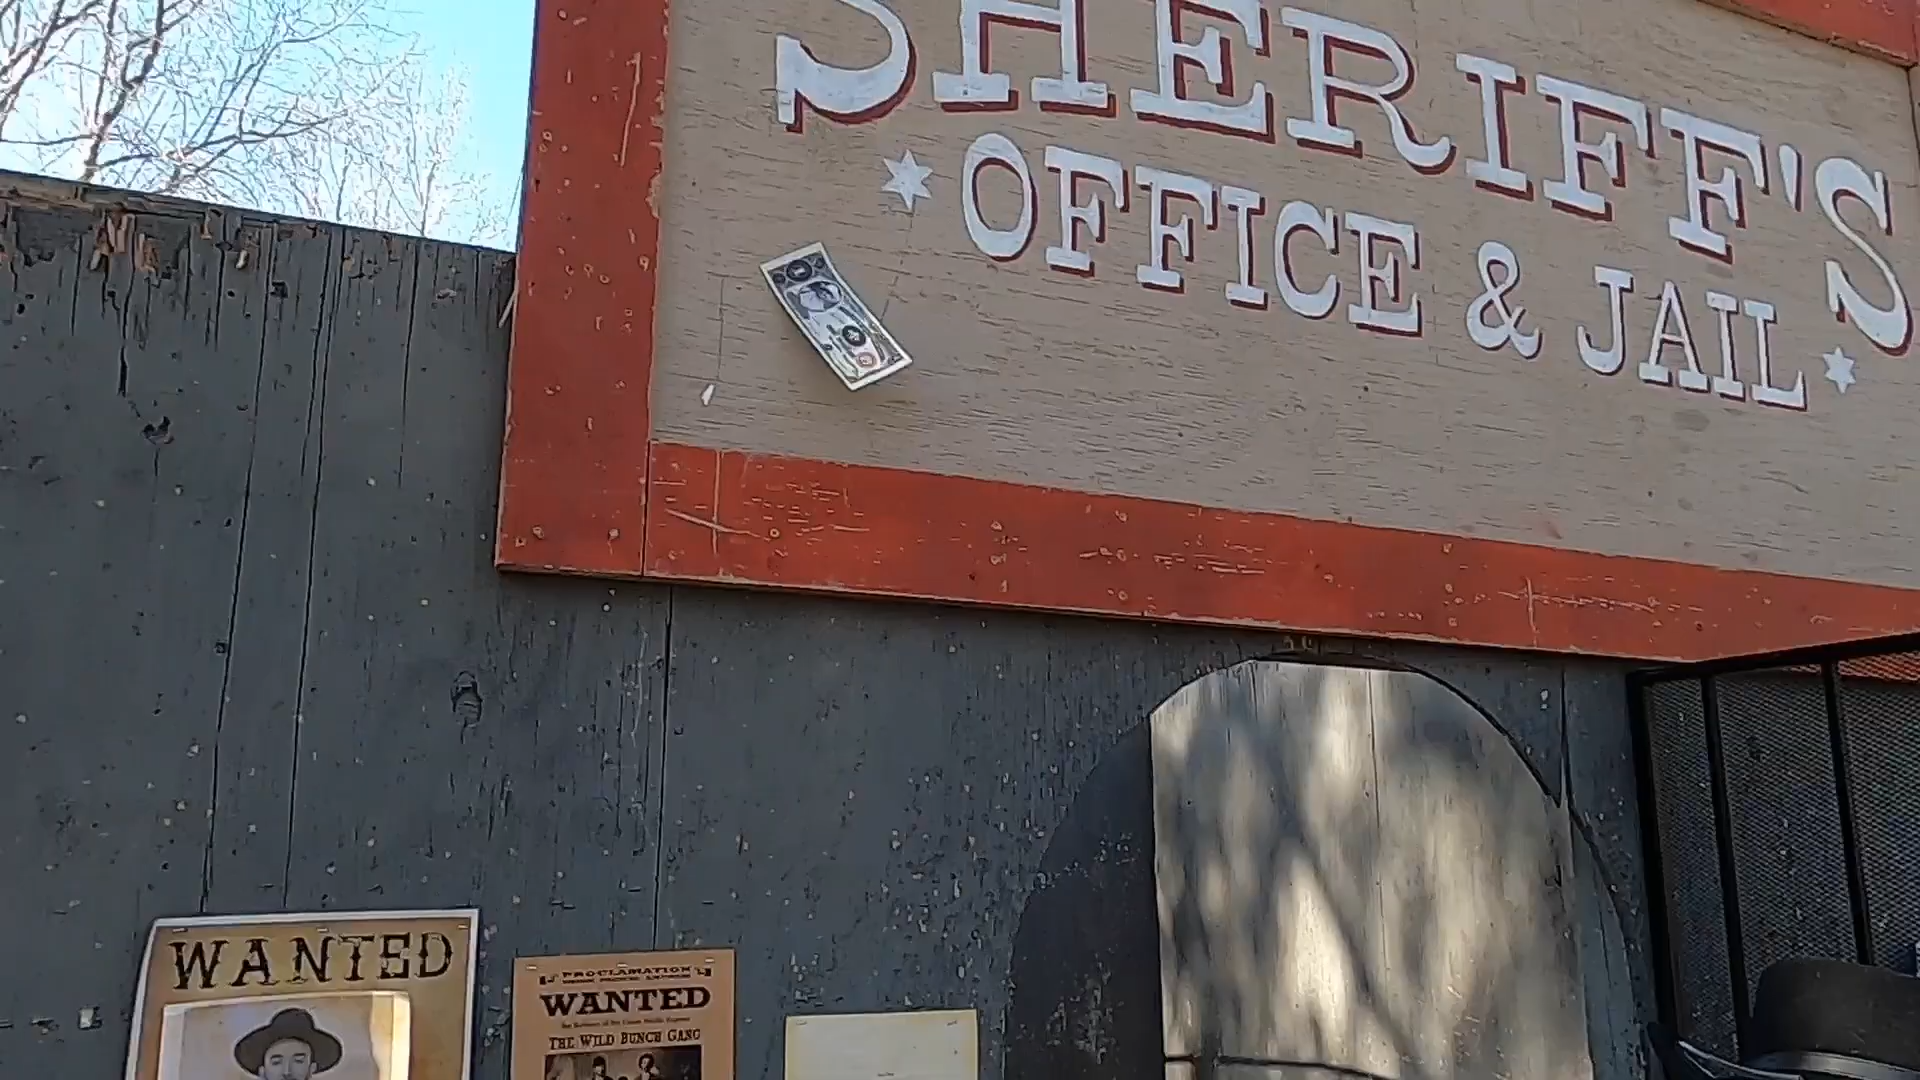 SHERIFF'S
OFFICE & JAIL
WANTED
PROCLAMATION
WANTED
THE WILD BUNCH GANG